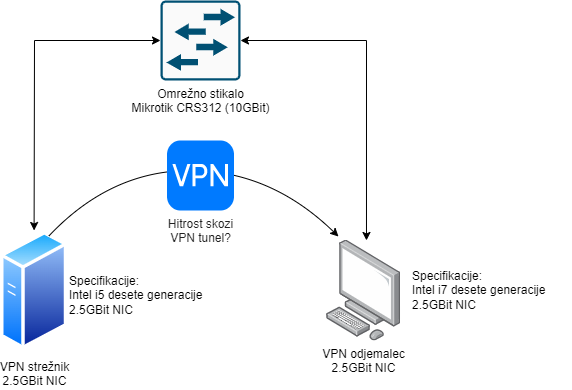 Omrežno stikalo
Mikrotik CRS312 (10GBit)
VPN
Hitrost skozi
VPN tunel?
Specifikacije:
Intel i5 desete generacije
2.5GBit NIC
Specifikacije:
Intel i7 desete generacije
2.5GBit NIC
VPN strežnik
2.5GBit NIC
VPN odjemalec
2.5GBit NIC